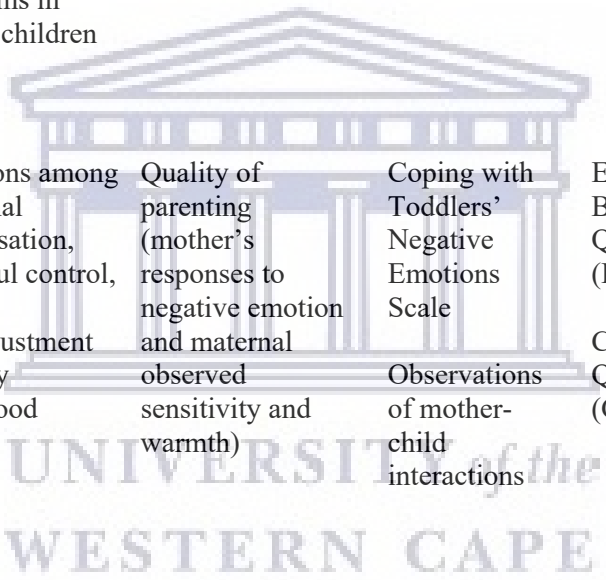 ms in
children
ons among
nal
sation,
ul control,
ustment
y
ood
Quality of
parenting
(mother's
responses to
negative emotion
and maternal
observed
sensitivity and
warmth)
Coping with
Toddlers'
Negative
Emotions
Scale
Observations
of mother-
child
interactions
E
B
Q
(
C
Q
(
UNIVERSITY of the
WESTERN CAPE